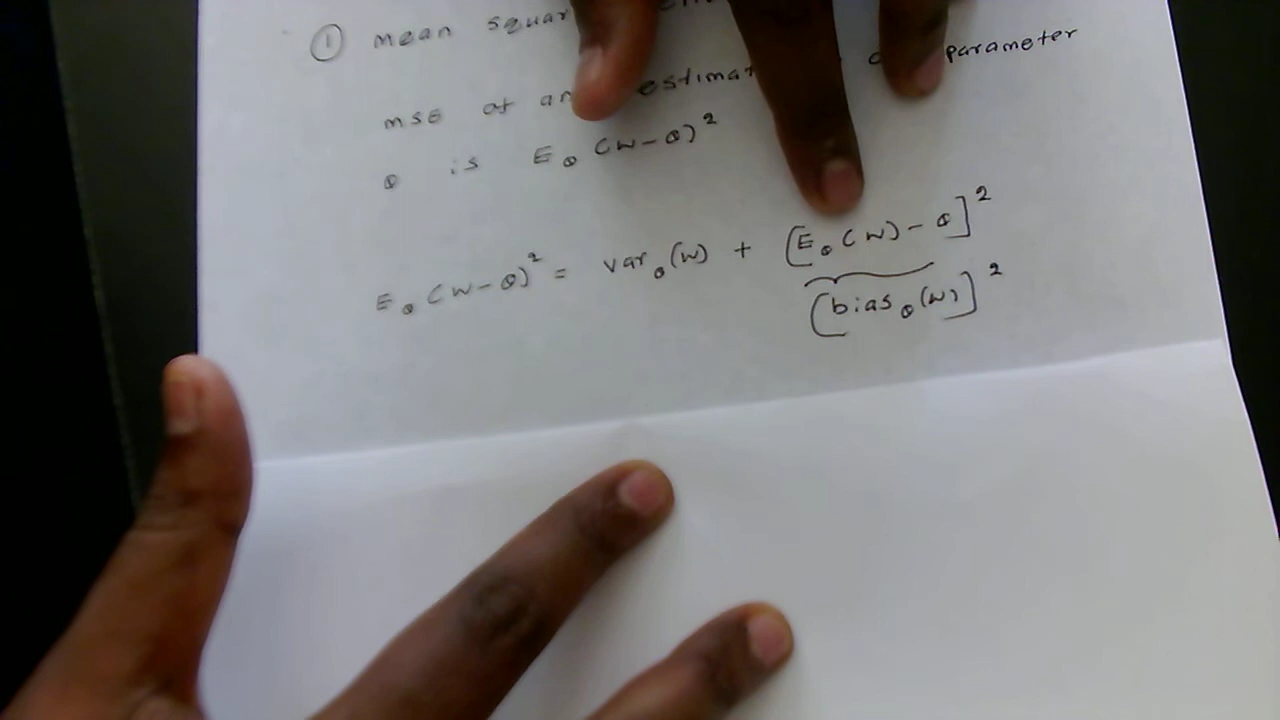 ① mean squar
MSE of an estimat parameter
θ is E_θ (W-θ)²
E_θ (W-θ)² = Var_θ(W) + [E_θ(W)-θ]²
[bias_θ(W)]²